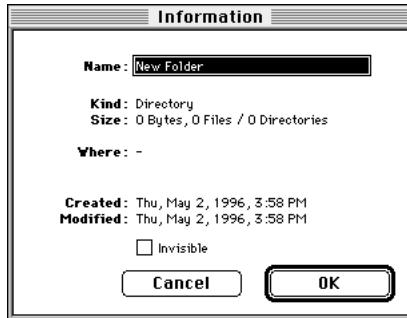 Information
Name: New Folder
Kind: Directory
Size: 0 Bytes, 0 Files / 0 Directories
Where: -
Created: Thu, May 2, 1996, 3:58 PM
Modified: Thu, May 2, 1996, 3:58 PM
Invisible
Cancel OK